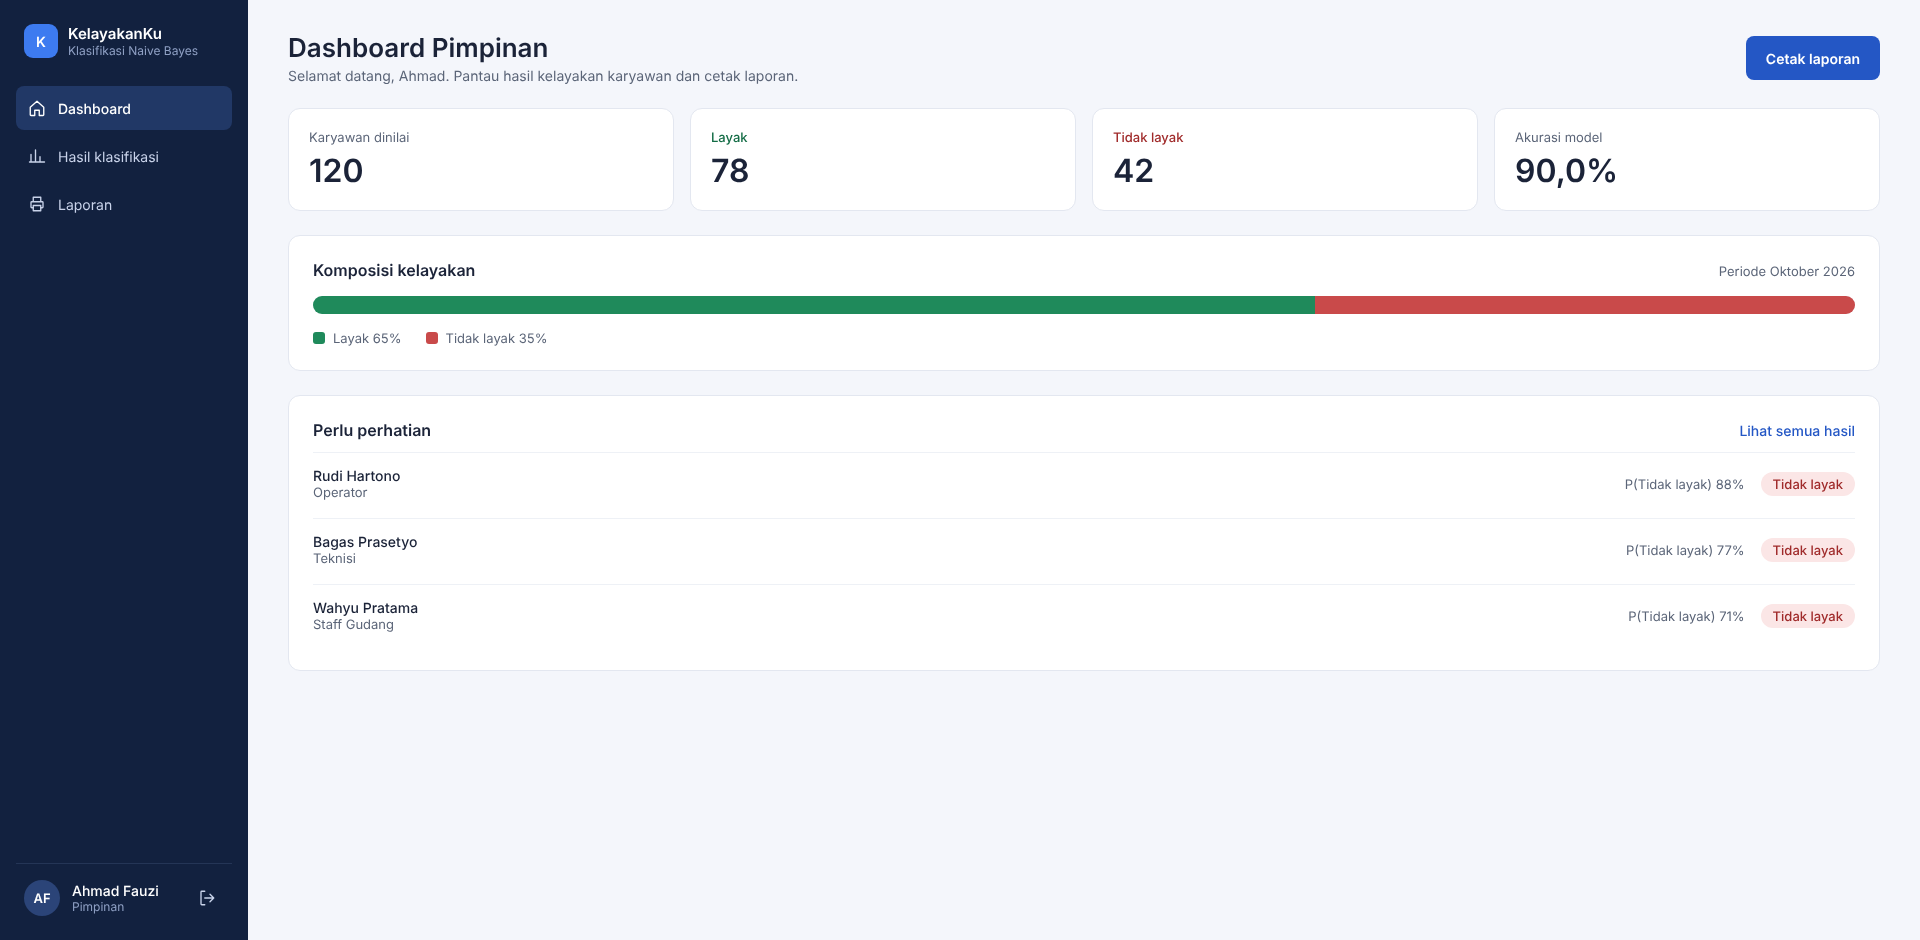 K
KelayakanKu
Klasifikasi Naive Bayes
Dashboard
Hasil klasifikasi
Laporan
AF
Ahmad Fauzi
Pimpinan
Dashboard Pimpinan
Selamat datang, Ahmad. Pantau hasil kelayakan karyawan dan cetak laporan.
Cetak laporan
Karyawan dinilai
120
Layak
78
Tidak layak
42
Akurasi model
90,0%
Komposisi kelayakan
Periode Oktober 2026
Layak 65%
Tidak layak 35%
Perlu perhatian
Lihat semua hasil
Rudi Hartono
Operator
P(Tidak layak) 88%
Tidak layak
Bagas Prasetyo
Teknisi
P(Tidak layak) 77%
Tidak layak
Wahyu Pratama
Staff Gudang
P(Tidak layak) 71%
Tidak layak